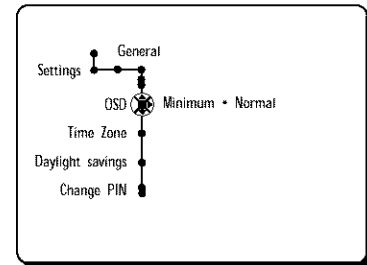 General
Settings
OSD Minimum • Normal
Time Zone
Daylight savings
Change PIN